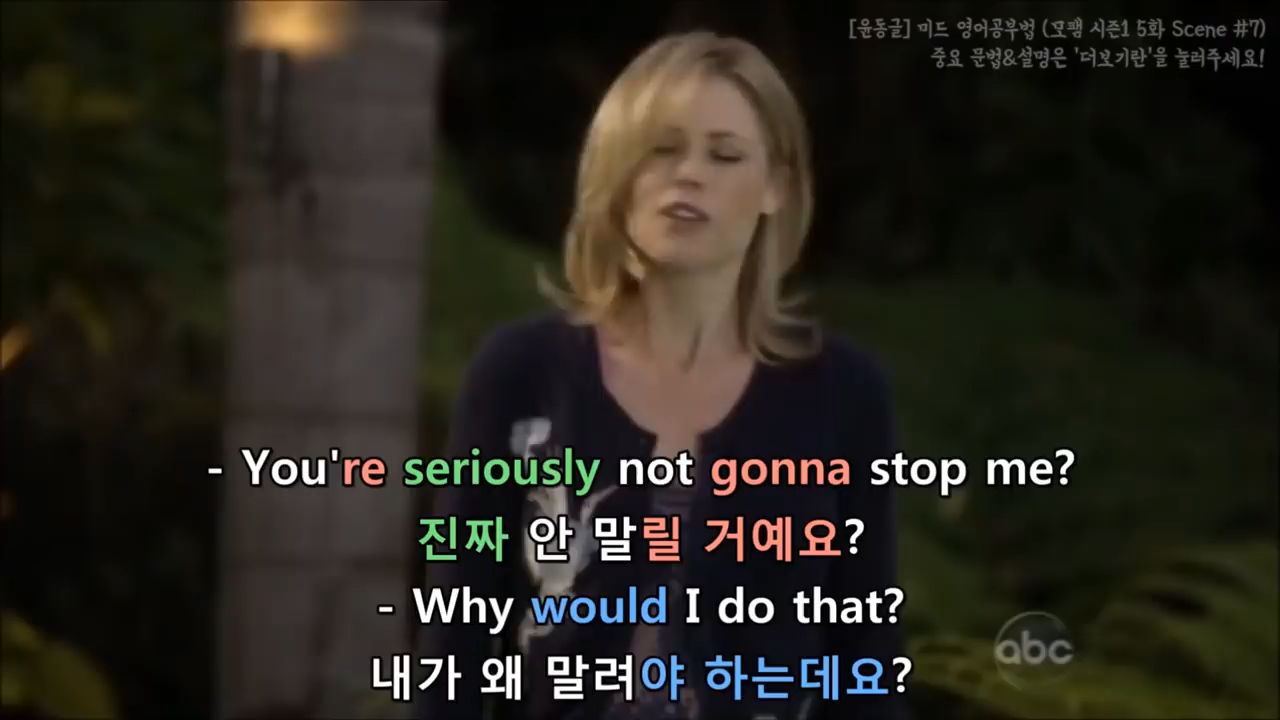 [윤동글] 미드 영어공부법 (모팸 시즌1 5화 Scene #7)
중요 문법&설명은 '더보기란'을 눌러주세요!
- You're seriously not gonna stop me?
진짜 안 말릴 거예요?
- Why would I do that?
내가 왜 말려야 하는데요?
abc